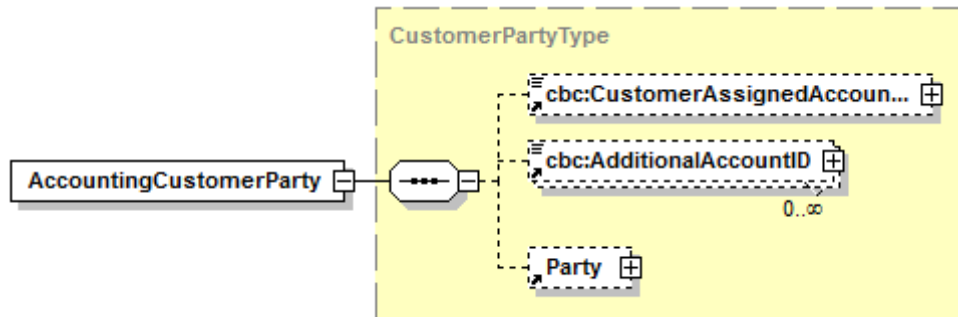 CustomerPartyType
cbc:CustomerAssignedAccoun...
cbc:AdditionalAccountID
AccountingCustomerParty
0..∞
Party